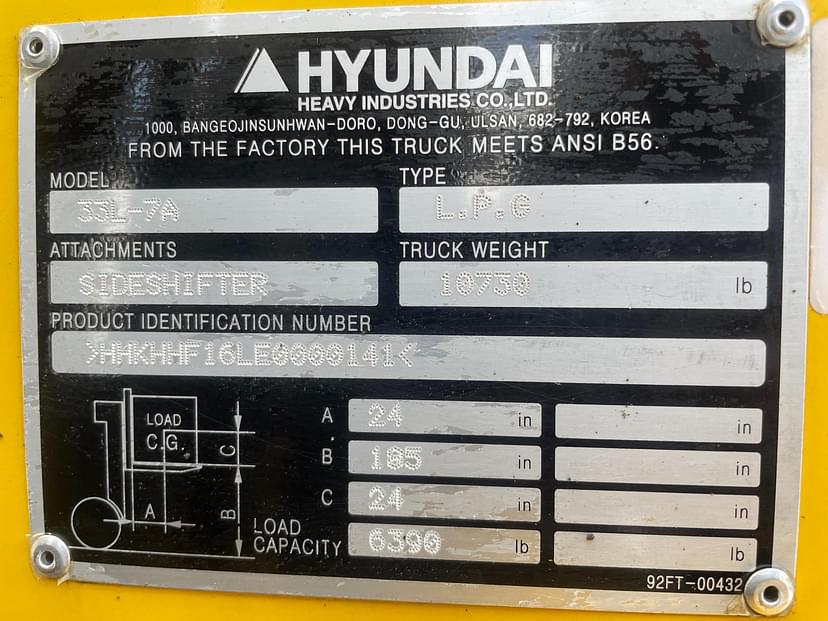 HYUNDAI
HEAVY INDUSTRIES CO., LTD.
1000, BANGEOJINSUNHWAN-DORO, DONG-GU, ULSAN, 682-792, KOREA
FROM THE FACTORY THIS TRUCK MEETS ANSI B56.
MODEL TYPE
33L-7A L.P.G
ATTACHMENTS TRUCK WEIGHT
SIDESHIFTER 10730 lb
PRODUCT IDENTIFICATION NUMBER
>HHKHHF16LE0000141<
LOAD
C.G.
C
A
B
A 24 in in
B 185 in in
C 24 in in
LOAD
CAPACITY 6390 lb lb
92FT-00432